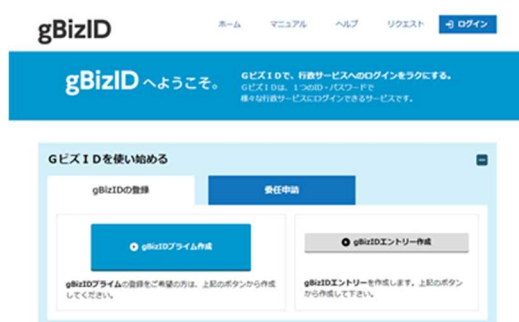 gBizID
ホーム マニュアル ヘルプ リクエスト ログイン
gBizID へようこそ。
GビズIDで、行政サービスへのログインをラクにする。
GビズIDは、1つのID・パスワードで
様々な行政サービスにログインできるサービスです。
GビズIDを使い始める
gBizIDの登録 委任申請
gBizIDプライム作成
gBizIDプライムの登録をご希望の方は、上記のボタンから作成
してください。
gBizIDエントリー作成
gBizIDエントリーを作成します。上記のボタン
から作成して下さい。